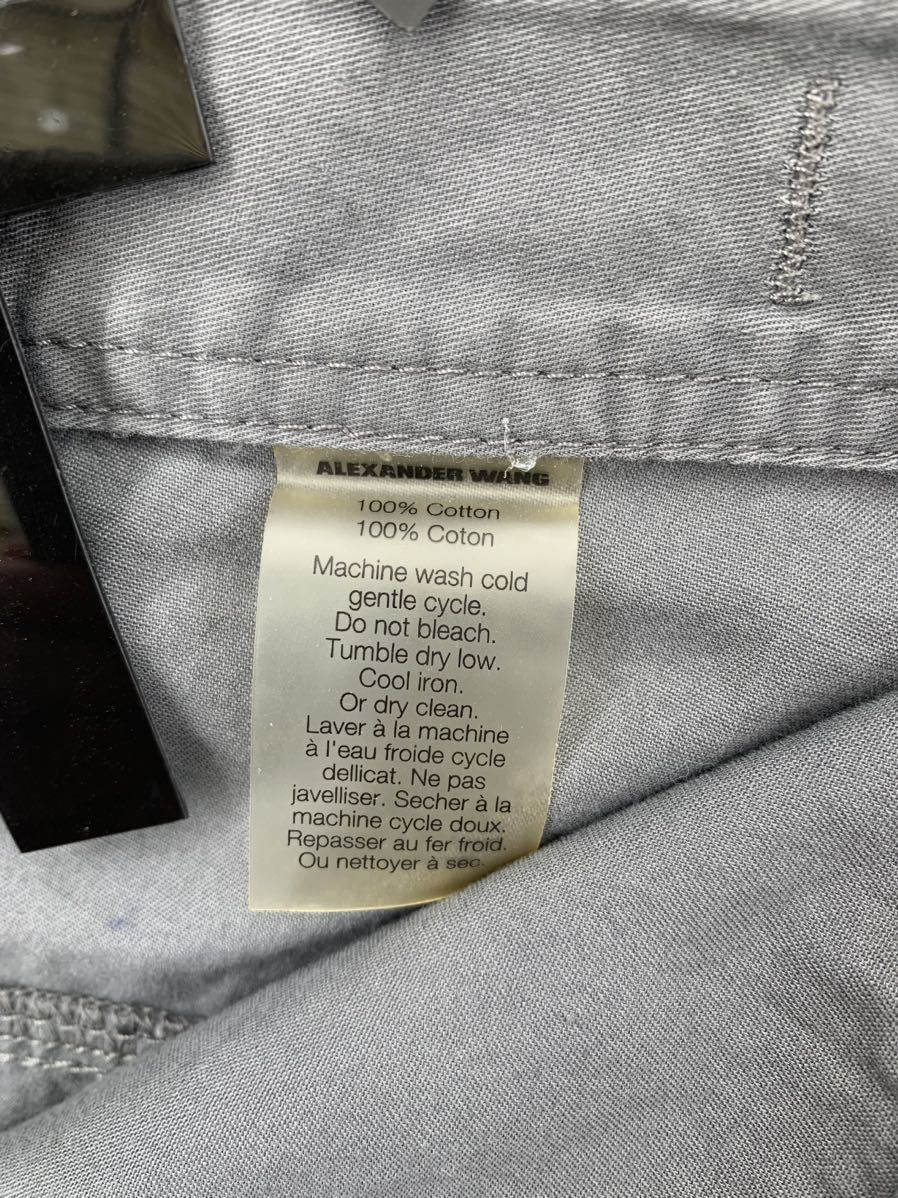 ALEXANDER WANG
100% Cotton
100% Coton
Machine wash cold
gentle cycle.
Do not bleach.
Tumble dry low.
Cool iron.
Or dry clean.
Laver à la machine
à l'eau froide cycle
dellicat. Ne pas
javelliser. Secher à la
machine cycle doux.
Repasser au fer froid.
Ou nettoyer à sec.